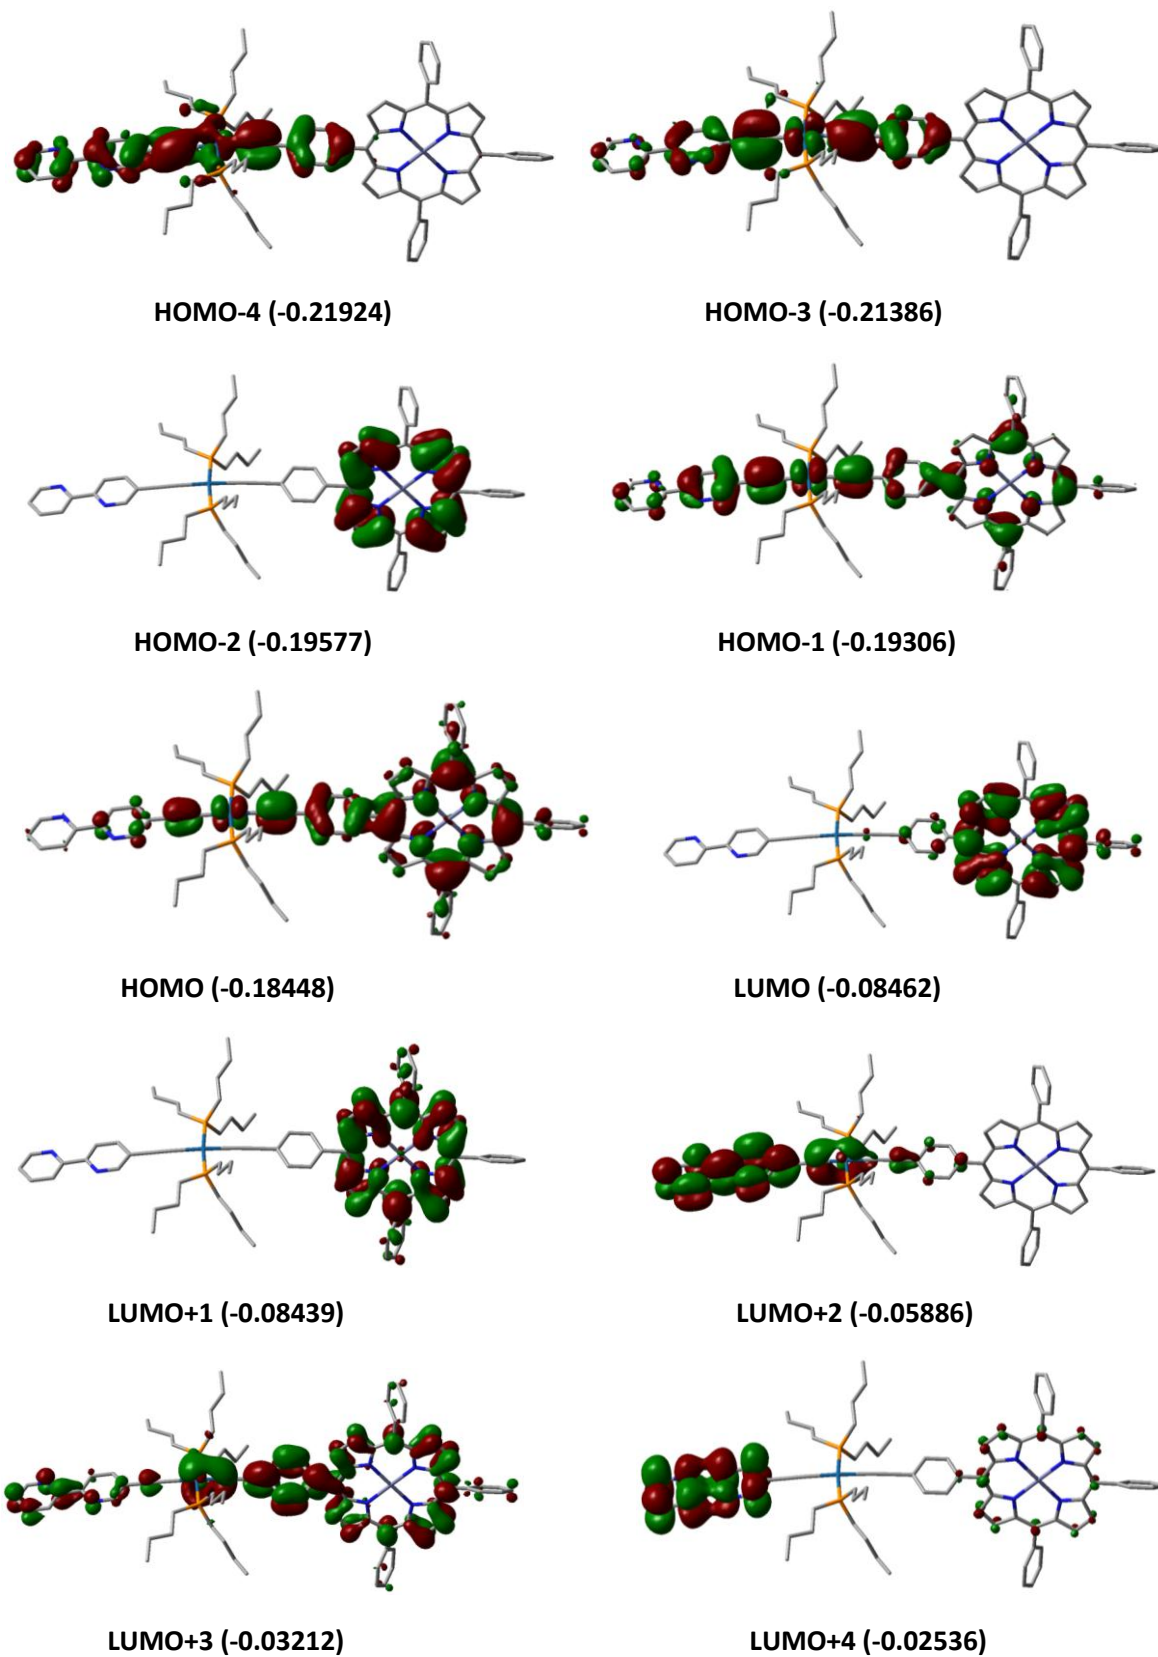 HOMO-4 (-0.21924)
HOMO-3 (-0.21386)
HOMO-2 (-0.19577)
HOMO-1 (-0.19306)
HOMO (-0.18448)
LUMO (-0.08462)
LUMO+1 (-0.08439)
LUMO+2 (-0.05886)
LUMO+3 (-0.03212)
LUMO+4 (-0.02536)